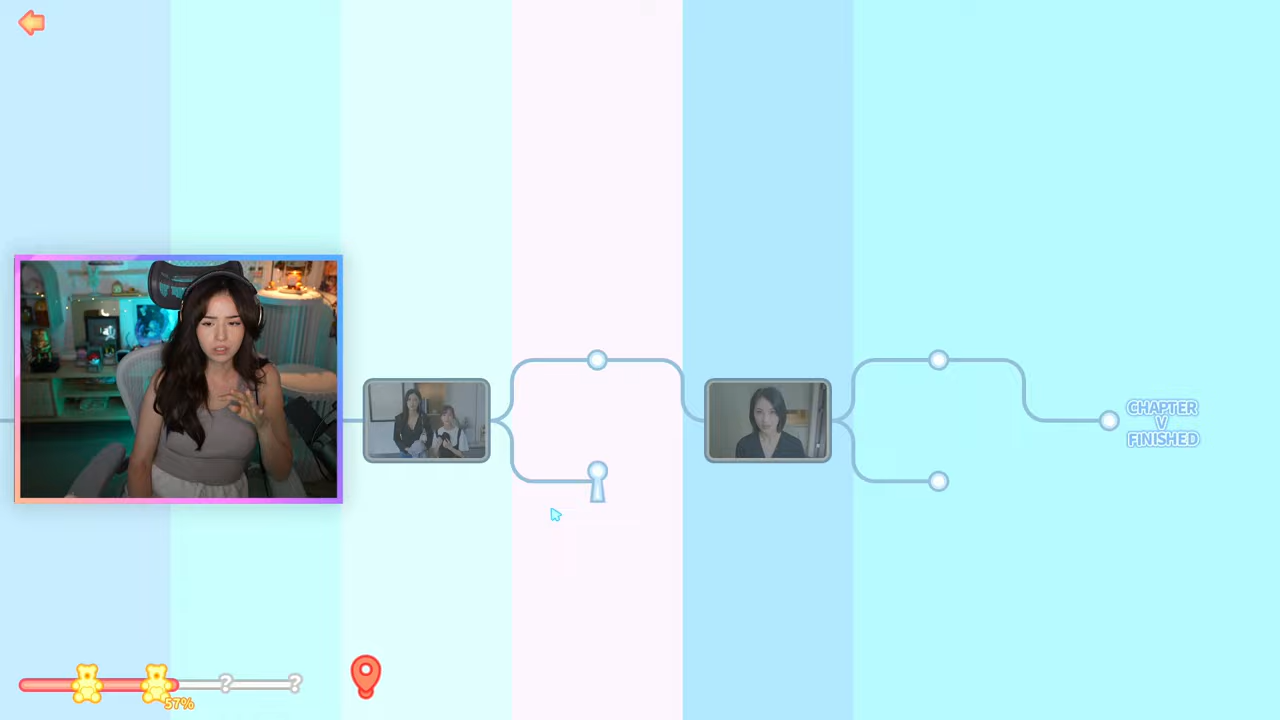 CHAPTER
V
FINISHED
?
?
57%